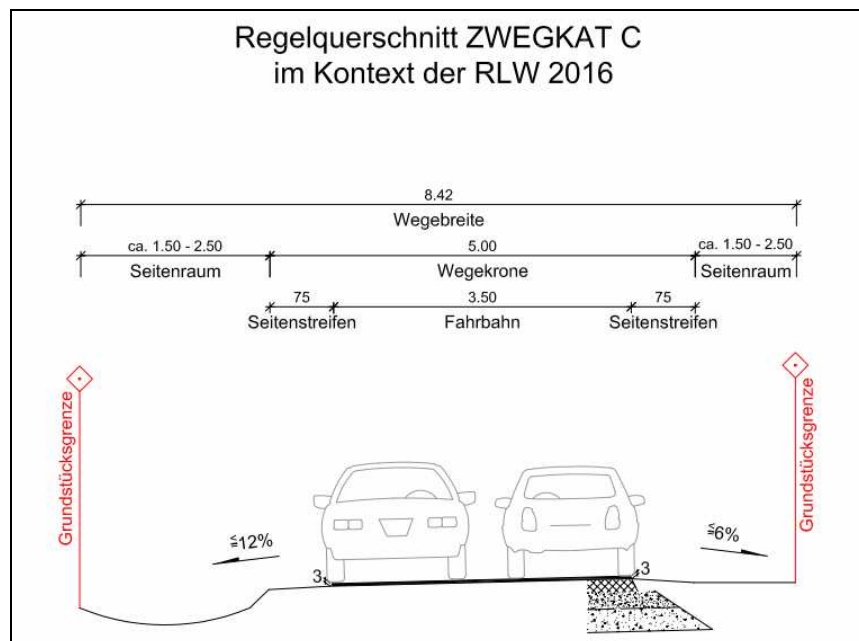 Regelquerschnitt ZWEGKAT C
im Kontext der RLW 2016
8.42
Wegebreite
ca. 1.50 - 2.50
5.00
ca. 1.50 - 2.50
Seitenraum
Wegekrone
Seitenraum
75
3.50
75
Seitenstreifen
Fahrbahn
Seitenstreifen
Grundstücksgrenze
Grundstücksgrenze
≦12%
≦6%
3
3